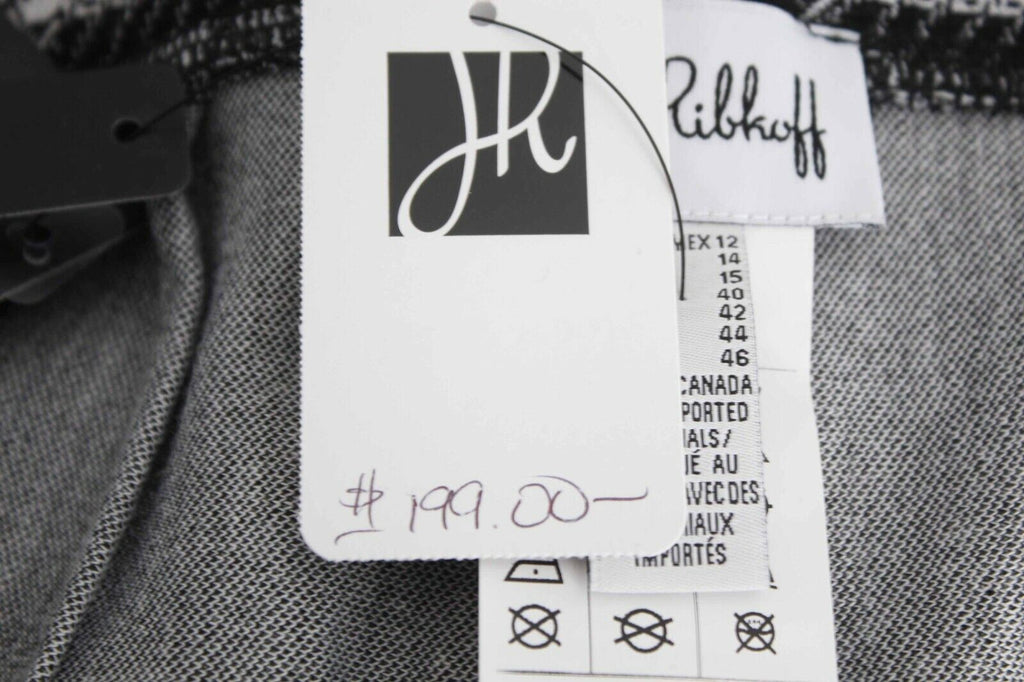 JR
Ribkoff
MEX 12
14
15
40
42
44
46
CANADA
PORTED
IALS/
É AU
AVEC DES
IAUX
IMPORTÉS
$ 199.00-